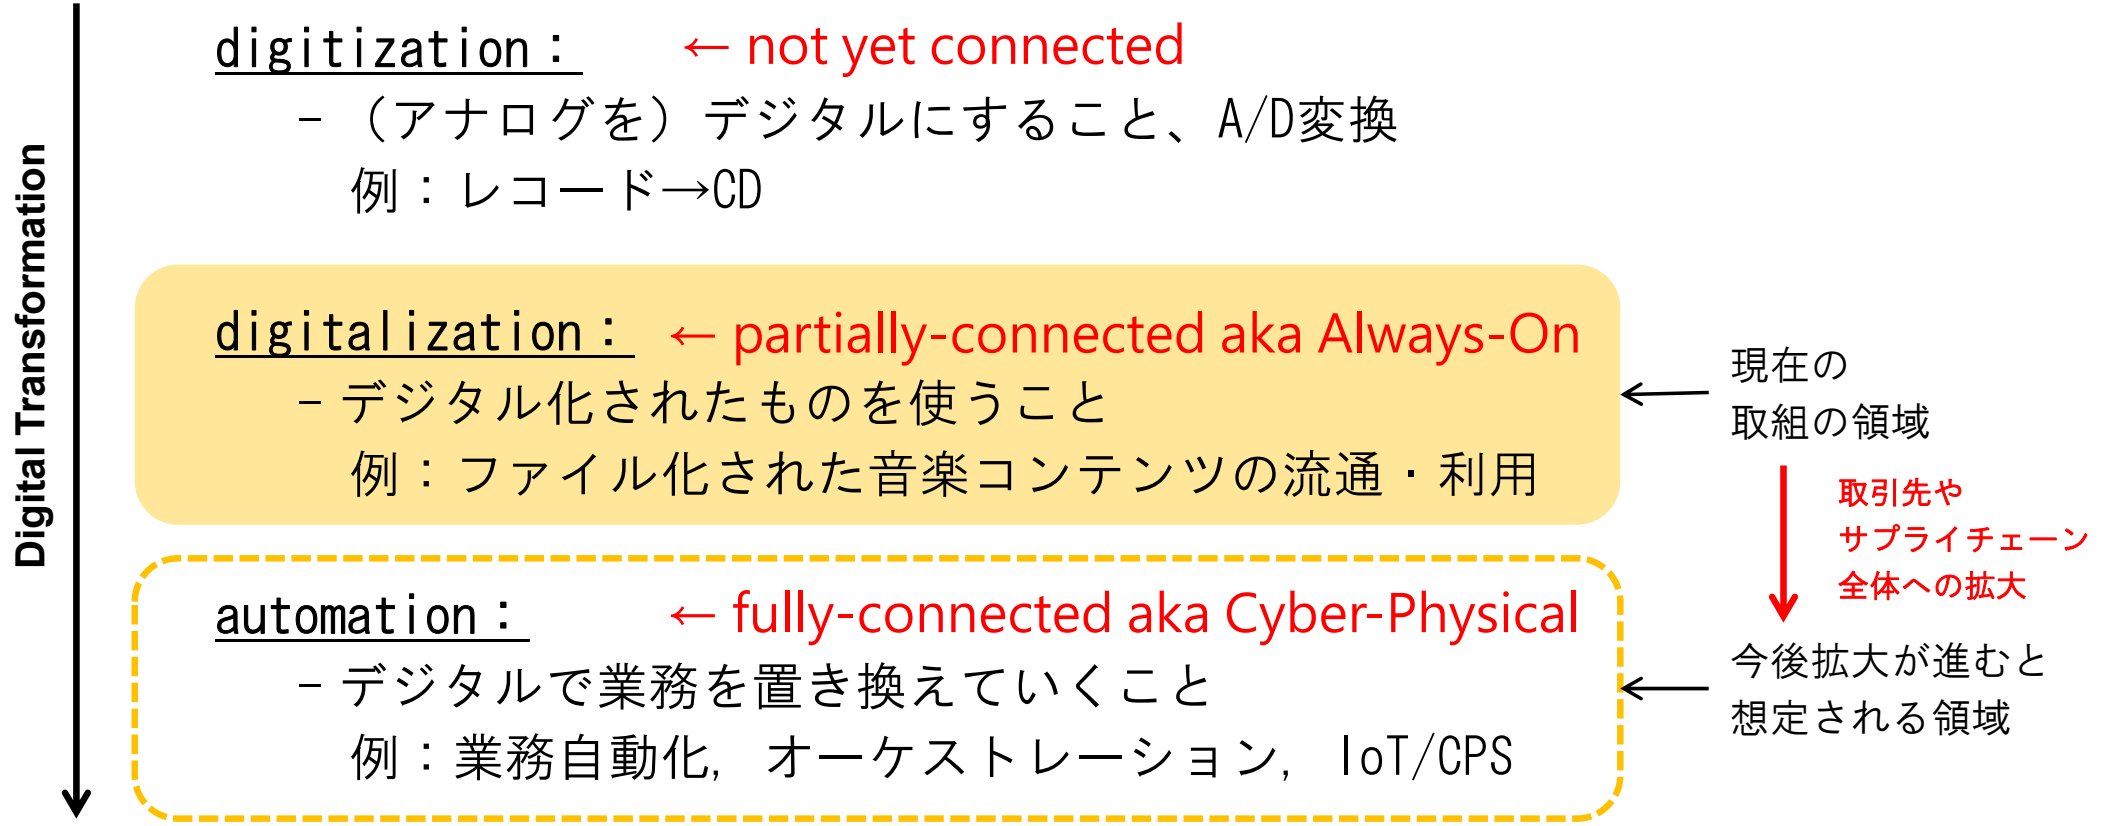 Digital Transformation
digitization： ← not yet connected
−（アナログを）デジタルにすること、A/D変換
例：レコード→CD
digitalization： ← partially-connected aka Always-On
−デジタル化されたものを使うこと
例：ファイル化された音楽コンテンツの流通・利用
automation： ← fully-connected aka Cyber-Physical
−デジタルで業務を置き換えていくこと
例：業務自動化, オーケストレーション, IoT/CPS
現在の
取組の領域
取引先や
サプライチェーン
全体への拡大
今後拡大が進むと
想定される領域